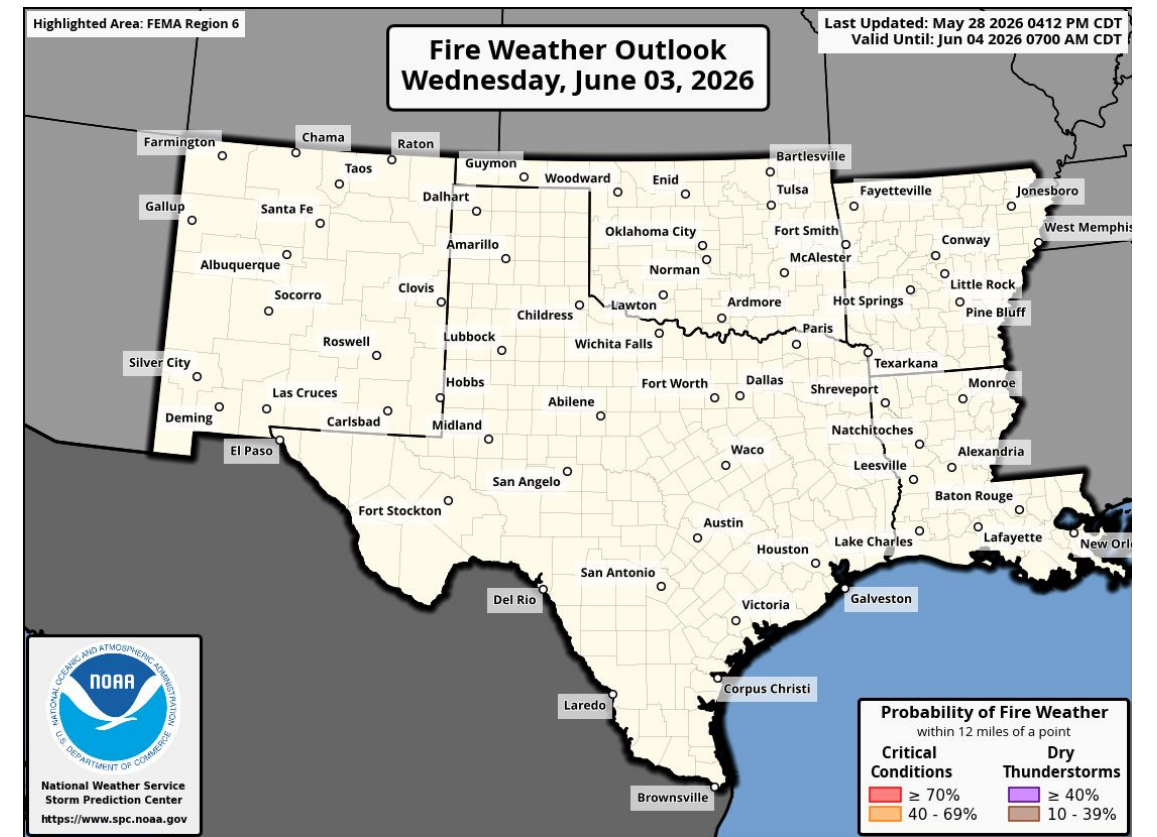 Highlighted Area: FEMA Region 6
Last Updated: May 28 2026 0412 PM CDT
Valid Until: Jun 04 2026 0700 AM CDT
Fire Weather Outlook
Wednesday, June 03, 2026
Farmington
Chama
Raton
Taos
Guymon
Woodward
Enid
Bartlesville
Tulsa
Fayetteville
Jonesboro
Gallup
Santa Fe
Dalhart
Oklahoma City
Fort Smith
West Memphis
Albuquerque
Amarillo
Norman
McAlester
Conway
Socorro
Clovis
Childress
Lawton
Ardmore
Hot Springs
Little Rock
Pine Bluff
Roswell
Lubbock
Wichita Falls
Paris
Texarkana
Silver City
Las Cruces
Hobbs
Fort Worth
Dallas
Shreveport
Monroe
Deming
Carlsbad
Midland
Abilene
Natchitoches
El Paso
San Angelo
Waco
Leesville
Alexandria
Fort Stockton
Baton Rouge
Austin
Houston
Lake Charles
Lafayette
New Orl
San Antonio
Del Rio
Victoria
Galveston
Laredo
Corpus Christi
Brownsville
NATIONAL OCEANIC AND ATMOSPHERIC ADMINISTRATION
NOAA
U.S. DEPARTMENT OF COMMERCE
National Weather Service
Storm Prediction Center
https://www.spc.noaa.gov
Probability of Fire Weather
within 12 miles of a point
Critical Conditions
≥ 70%
40 - 69%
Dry Thunderstorms
≥ 40%
10 - 39%